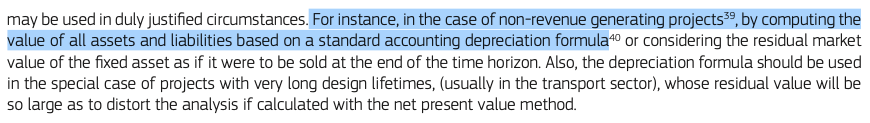 may be used in duly justified circumstances. For instance, in the case of non-revenue generating projects³⁹, by computing the
value of all assets and liabilities based on a standard accounting depreciation formula⁴⁰ or considering the residual market
value of the fixed asset as if it were to be sold at the end of the time horizon. Also, the depreciation formula should be used
in the special case of projects with very long design lifetimes, (usually in the transport sector), whose residual value will be
so large as to distort the analysis if calculated with the net present value method.